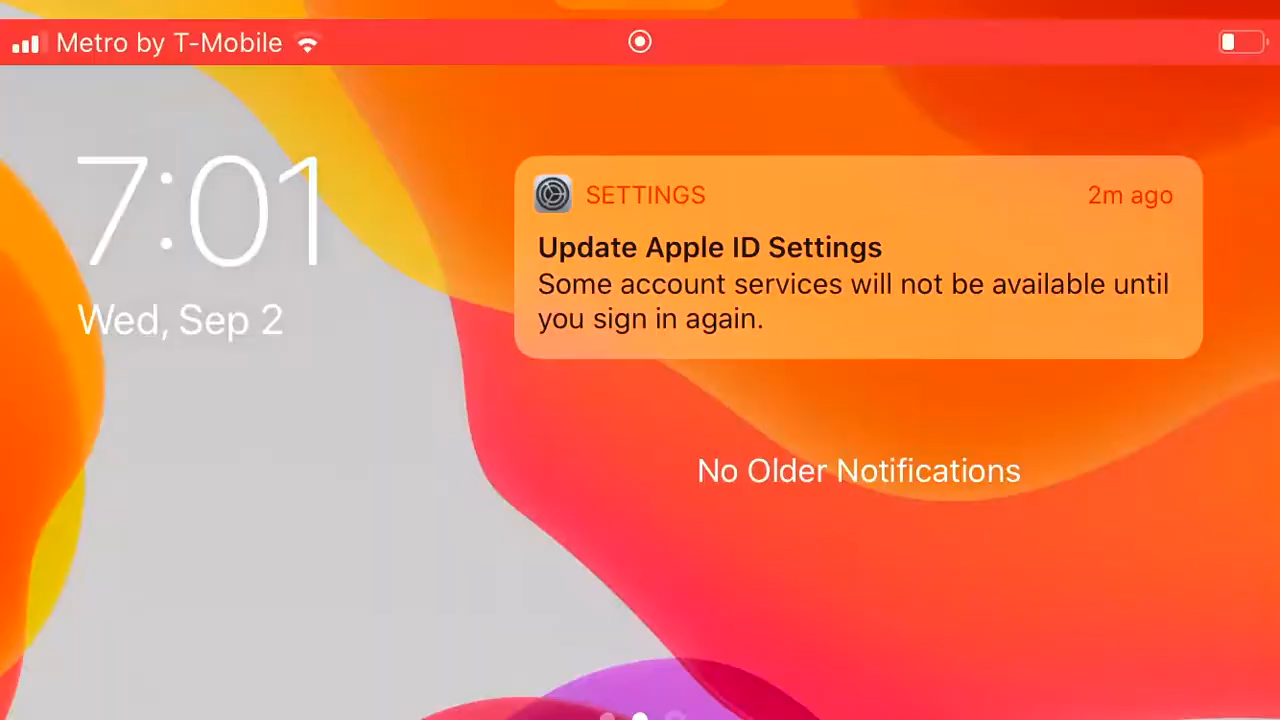 Metro by T-Mobile
7:01
Wed, Sep 2
SETTINGS
2m ago
Update Apple ID Settings
Some account services will not be available until
you sign in again.
No Older Notifications